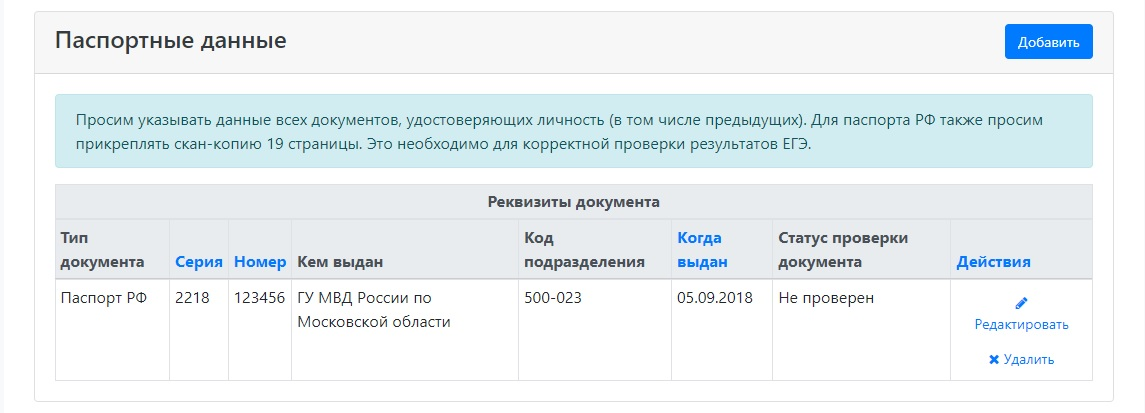 Паспортные данные
Добавить
Просим указывать данные всех документов, удостоверяющих личность (в том числе предыдущих). Для паспорта РФ также просим
прикреплять скан-копию 19 страницы. Это необходимо для корректной проверки результатов ЕГЭ.
Реквизиты документа
Тип документа Серия Номер Кем выдан Код подразделения Когда выдан Статус проверки документа Действия
Паспорт РФ 2218 123456 ГУ МВД России по Московской области 500-023 05.09.2018 Не проверен
Редактировать
Удалить